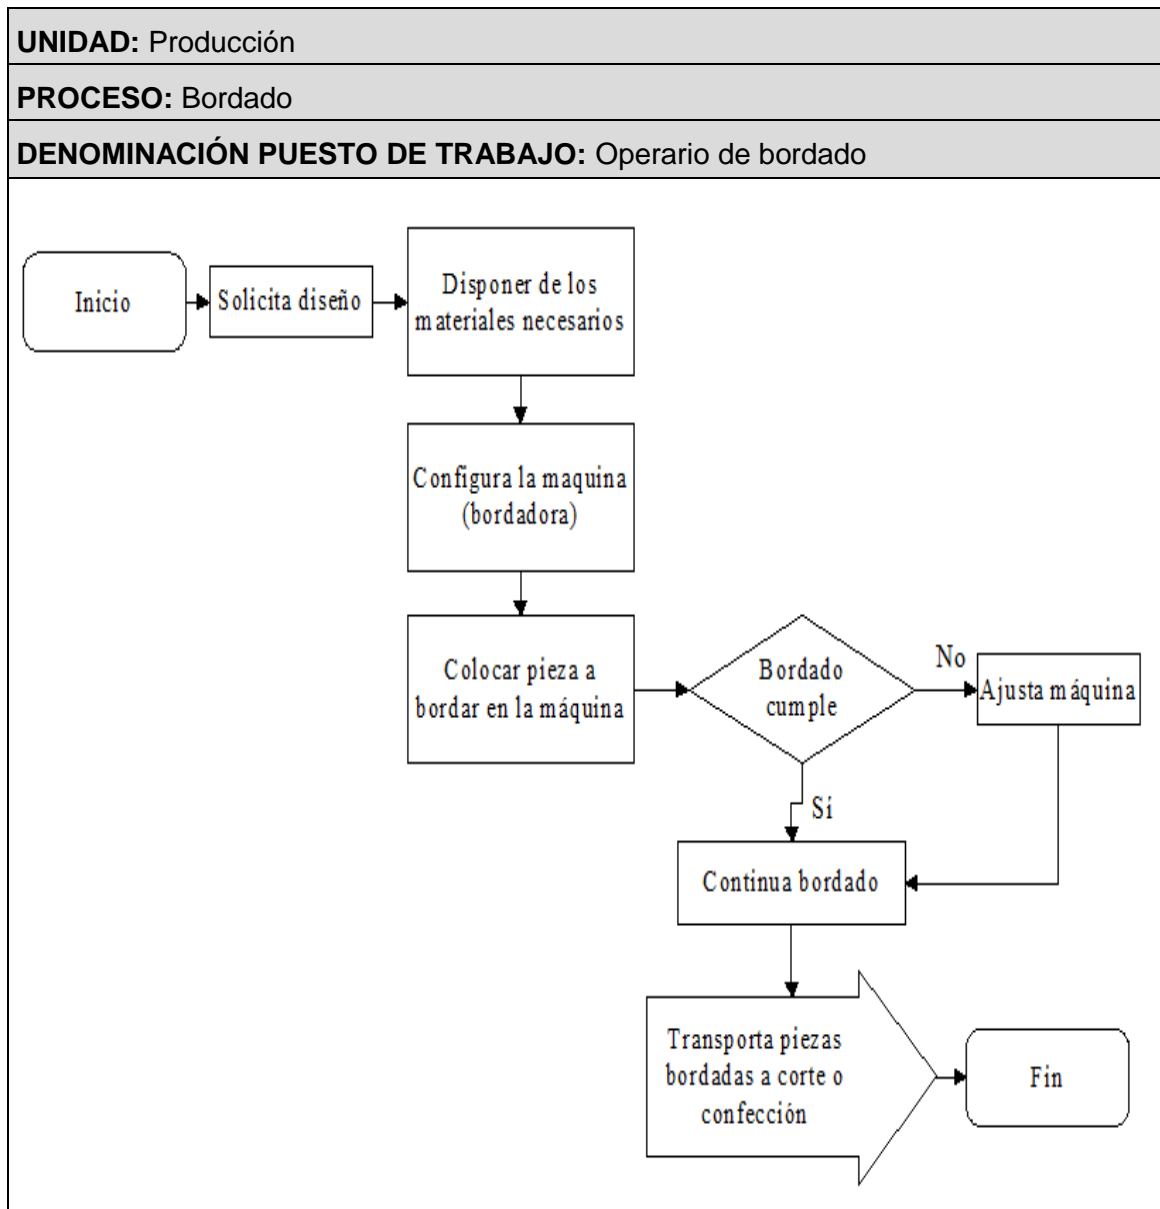 UNIDAD: Producción
PROCESO: Bordado
DENOMINACIÓN PUESTO DE TRABAJO: Operario de bordado
Inicio
Solicita diseño
Disponer de los
materiales necesarios
Configura la maquina
(bordadora)
Colocar pieza a
bordar en la máquina
Bordado
cumple
No
Ajusta máquina
Sí
Continua bordado
Transporta piezas
bordadas a corte o
confección
Fin